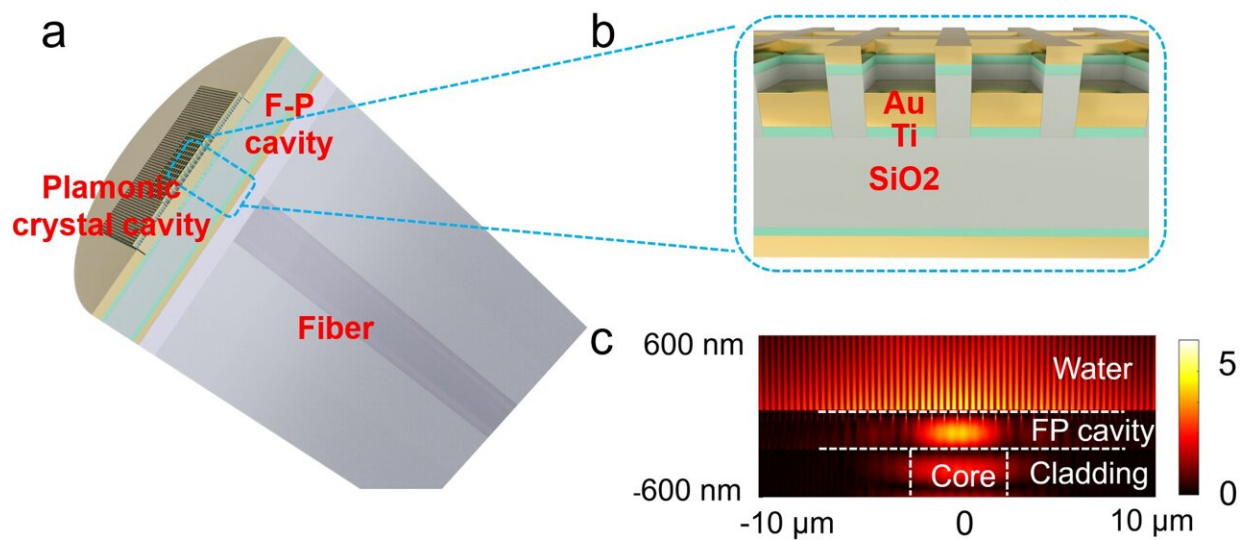 a
F-P
cavity
Plamonic
crystal cavity
Fiber
b
Au
Ti
SiO2
c
600 nm
-600 nm
Water
FP cavity
Core
Cladding
5
0
-10 μm
0
10 μm